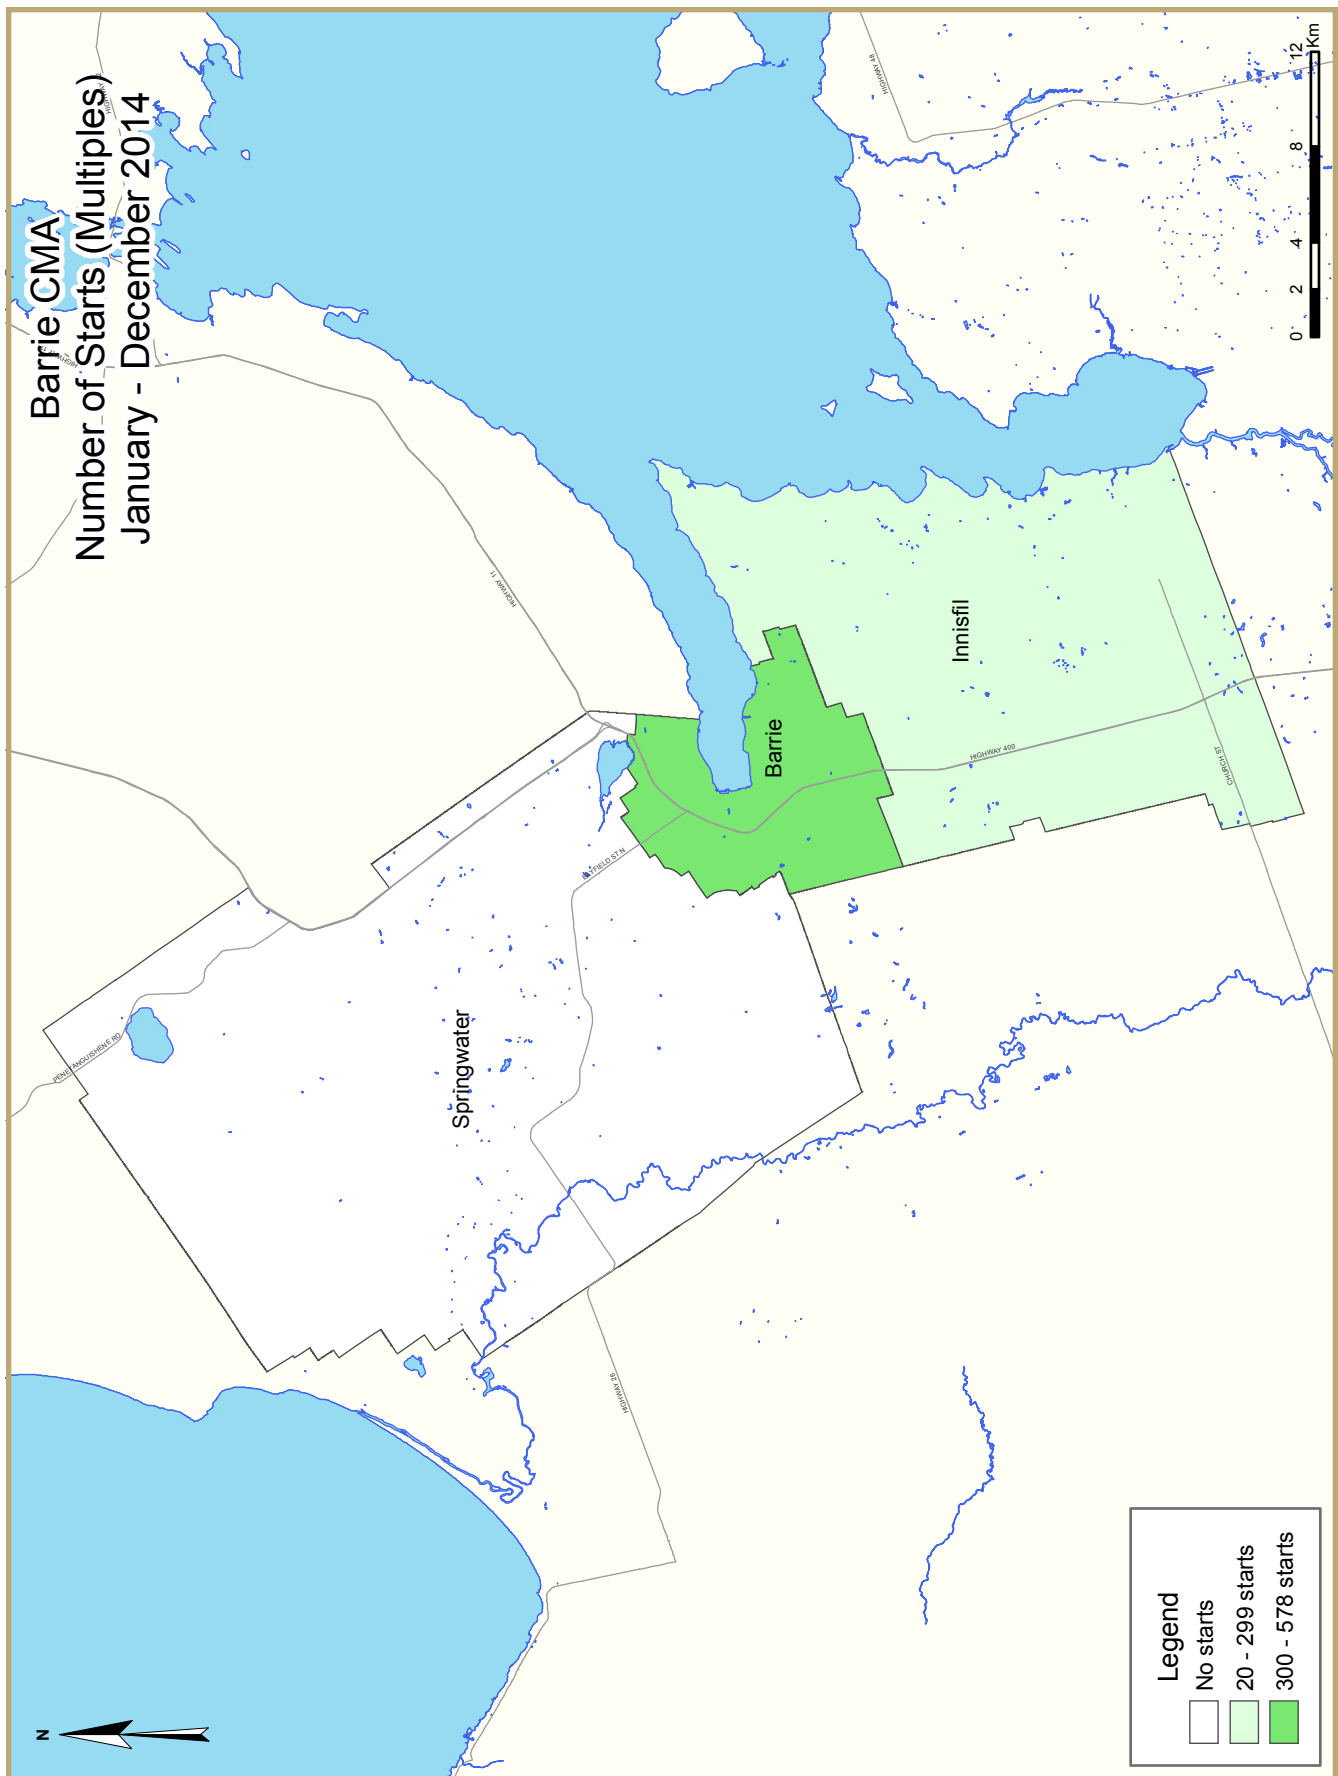 Barrie CMA
Number of Starts (Multiples)
January - December 2014
N
HIGHWAY
HIGHWAY
HIGHWAY 48
HIGHWAY 11
PENETANGUISHENE RD
Springwater
BAYFIELD ST N
Barrie
Innisfil
HIGHWAY 400
CHURCH ST
HIGHWAY 26
Legend
No starts
20 - 299 starts
300 - 578 starts
0 2 4 8 12
Km